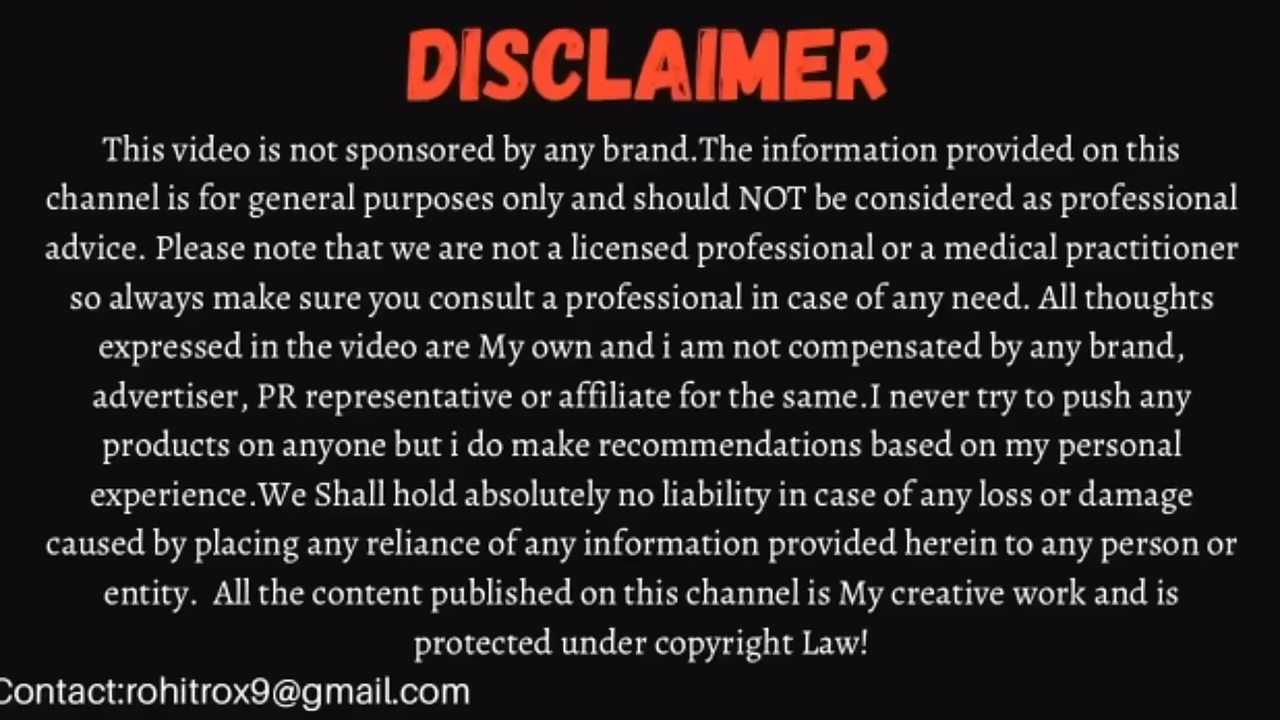 DISCLAIMER
This video is not sponsored by any brand.The information provided on this
channel is for general purposes only and should NOT be considered as professional
advice. Please note that we are not a licensed professional or a medical practitioner
so always make sure you consult a professional in case of any need. All thoughts
expressed in the video are My own and i am not compensated by any brand,
advertiser, PR representative or affiliate for the same.I never try to push any
products on anyone but i do make recommendations based on my personal
experience.We Shall hold absolutely no liability in case of any loss or damage
caused by placing any reliance of any information provided herein to any person or
entity.  All the content published on this channel is My creative work and is
protected under copyright Law!
Contact:rohitrox9@gmail.com